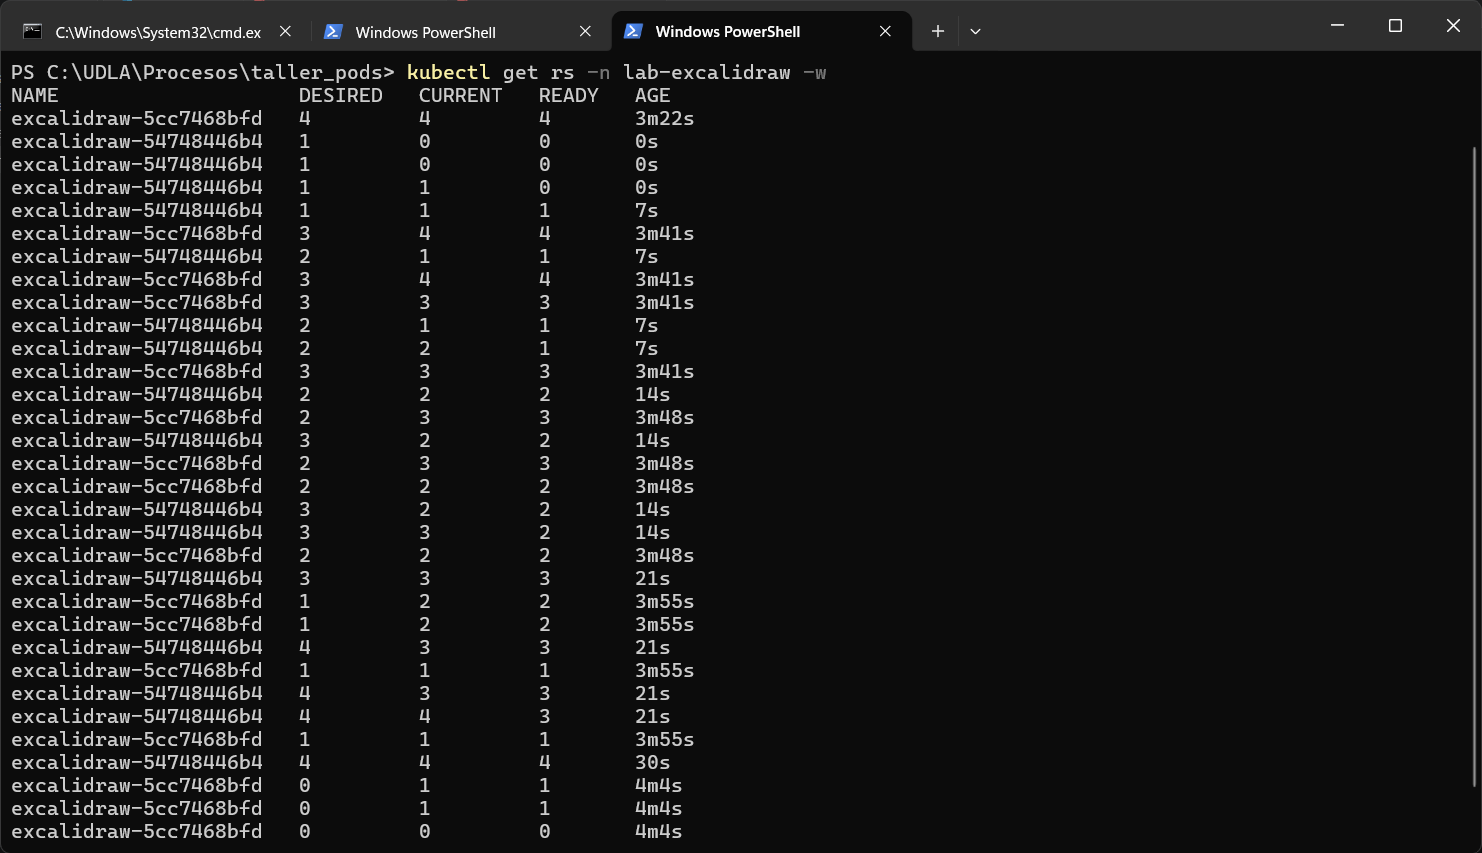 C:\Windows\System32\cmd.ex
Windows PowerShell
Windows PowerShell
PS C:\UDLA\Procesos\taller_pods> kubectl get rs -n lab-excalidraw -w
NAME DESIRED CURRENT READY AGE
excalidraw-5cc7468bfd 4 4 4 3m22s
excalidraw-54748446b4 1 0 0 0s
excalidraw-54748446b4 1 0 0 0s
excalidraw-54748446b4 1 1 0 0s
excalidraw-54748446b4 1 1 1 7s
excalidraw-5cc7468bfd 3 4 4 3m41s
excalidraw-54748446b4 2 1 1 7s
excalidraw-5cc7468bfd 3 4 4 3m41s
excalidraw-5cc7468bfd 3 3 3 3m41s
excalidraw-54748446b4 2 1 1 7s
excalidraw-54748446b4 2 2 1 7s
excalidraw-5cc7468bfd 3 3 3 3m41s
excalidraw-54748446b4 2 2 2 14s
excalidraw-5cc7468bfd 2 3 3 3m48s
excalidraw-54748446b4 3 2 2 14s
excalidraw-5cc7468bfd 2 3 3 3m48s
excalidraw-5cc7468bfd 2 2 2 3m48s
excalidraw-54748446b4 3 2 2 14s
excalidraw-54748446b4 3 3 2 14s
excalidraw-5cc7468bfd 2 2 2 3m48s
excalidraw-54748446b4 3 3 3 21s
excalidraw-5cc7468bfd 1 2 2 3m55s
excalidraw-5cc7468bfd 1 2 2 3m55s
excalidraw-54748446b4 4 3 3 21s
excalidraw-5cc7468bfd 1 1 1 3m55s
excalidraw-54748446b4 4 3 3 21s
excalidraw-54748446b4 4 4 3 21s
excalidraw-5cc7468bfd 1 1 1 3m55s
excalidraw-54748446b4 4 4 4 30s
excalidraw-5cc7468bfd 0 1 1 4m4s
excalidraw-5cc7468bfd 0 1 1 4m4s
excalidraw-5cc7468bfd 0 0 0 4m4s